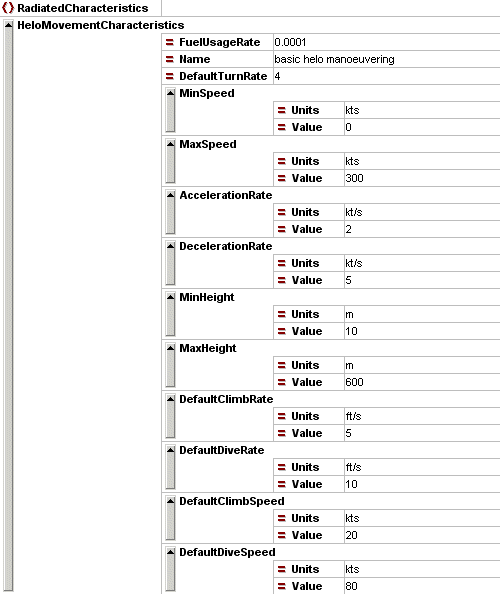 RadiatedCharacteristics
HeloMovementCharacteristics
FuelUsageRate 0.0001
Name basic helo manoeuvering
DefaultTurnRate 4
MinSpeed
Units kts
Value 0
MaxSpeed
Units kts
Value 300
AccelerationRate
Units kt/s
Value 2
DecelerationRate
Units kt/s
Value 5
MinHeight
Units m
Value 10
MaxHeight
Units m
Value 600
DefaultClimbRate
Units ft/s
Value 5
DefaultDiveRate
Units ft/s
Value 10
DefaultClimbSpeed
Units kts
Value 20
DefaultDiveSpeed
Units kts
Value 80